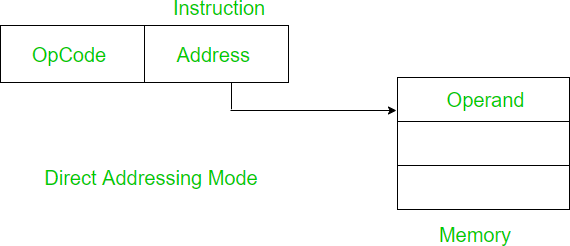 Instruction
OpCode
Address
Operand
Direct Addressing Mode
Memory